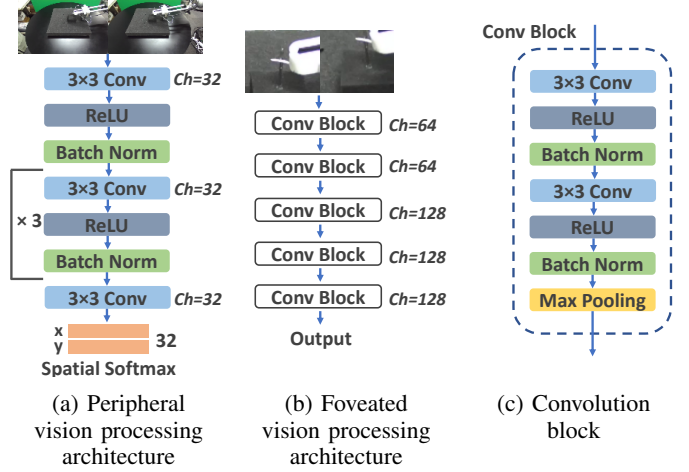 3×3 Conv Ch=32
ReLU
Batch Norm
3×3 Conv Ch=32
× 3
ReLU
Batch Norm
3×3 Conv Ch=32
x
y
32
Spatial Softmax
(a) Peripheral
vision processing
architecture
Conv Block Ch=64
Conv Block Ch=64
Conv Block Ch=128
Conv Block Ch=128
Conv Block Ch=128
Output
(b) Foveated
vision processing
architecture
Conv Block
3×3 Conv
ReLU
Batch Norm
3×3 Conv
ReLU
Batch Norm
Max Pooling
(c) Convolution
block